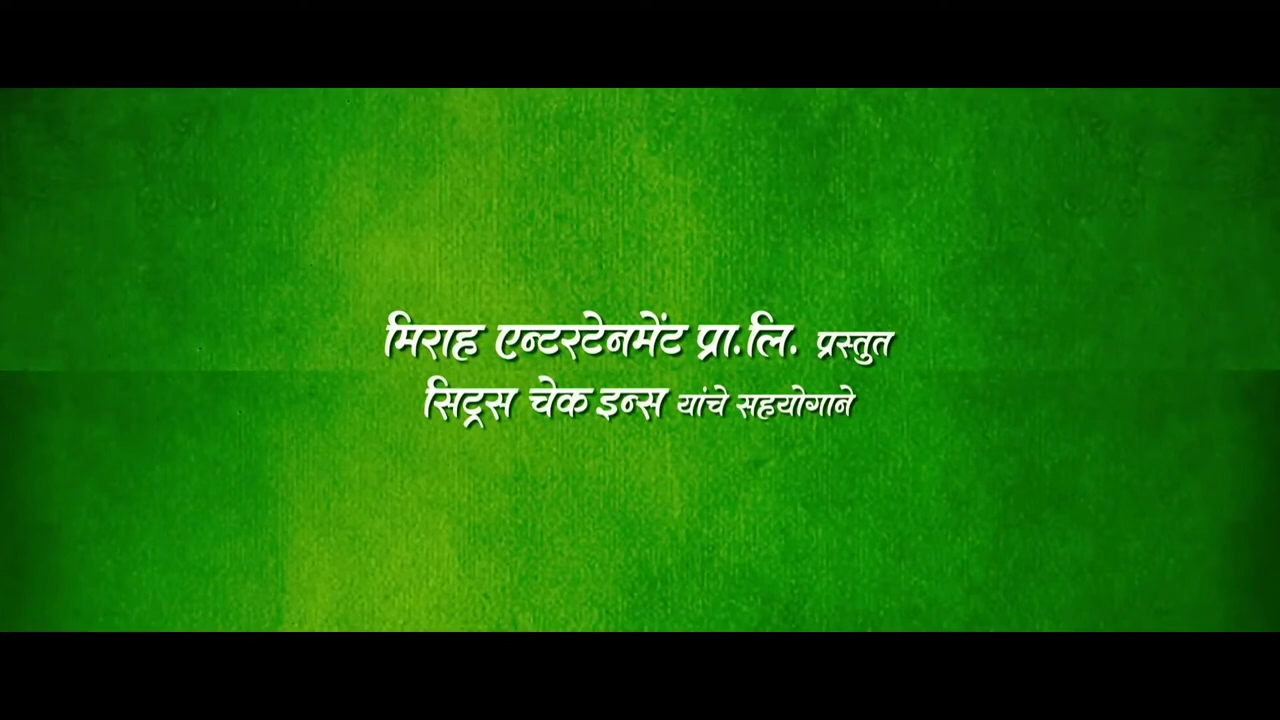 मिराह एन्टरटेनमेंट प्रा.लि. प्रस्तुत
सिट्रस चेक इन्स यांचे सहयोगाने